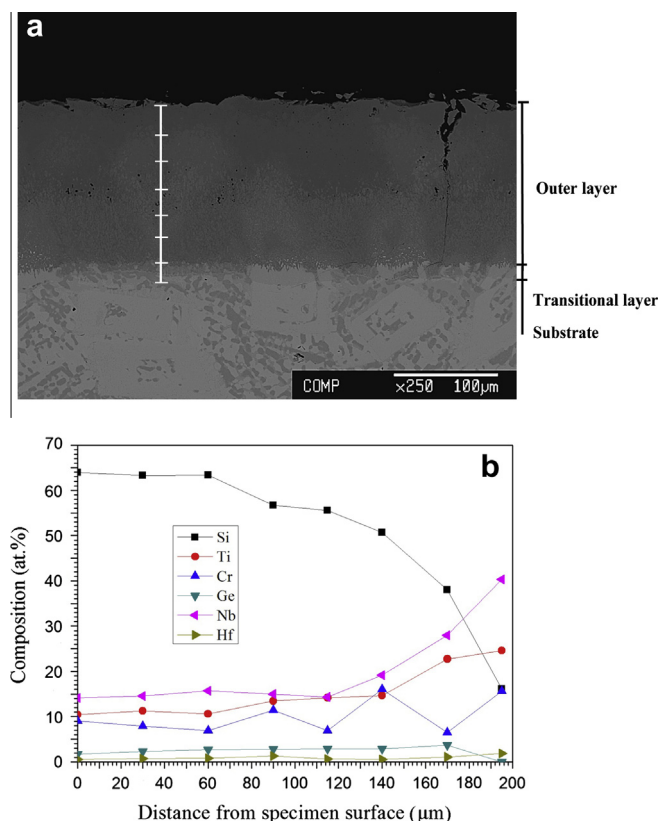 a
Outer layer
Transitional layer
Substrate
COMP ×250 100μm
b
70
60
50
40
30
20
10
0
Composition (at.%)
Si
Ti
Cr
Ge
Nb
Hf
0 20 40 60 80 100 120 140 160 180 200
Distance from specimen surface (μm)